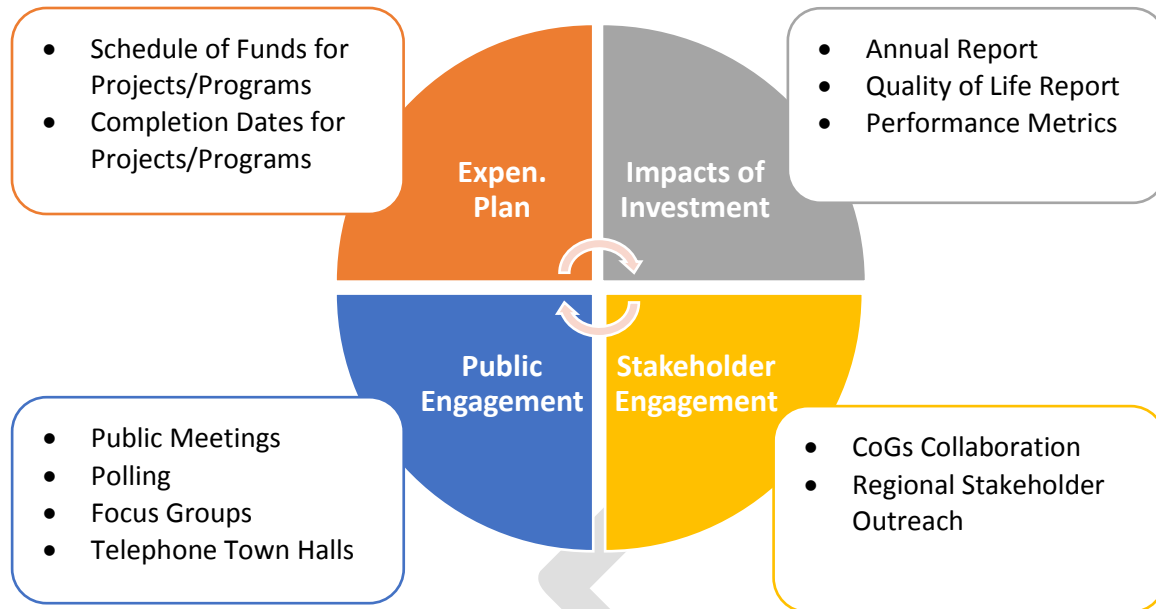 • Schedule of Funds for
Projects/Programs
• Completion Dates for
Projects/Programs
Expen.
Plan
Impacts of
Investment
• Annual Report
• Quality of Life Report
• Performance Metrics
Public
Engagement
Stakeholder
Engagement
• Public Meetings
• Polling
• Focus Groups
• Telephone Town Halls
• CoGs Collaboration
• Regional Stakeholder
Outreach